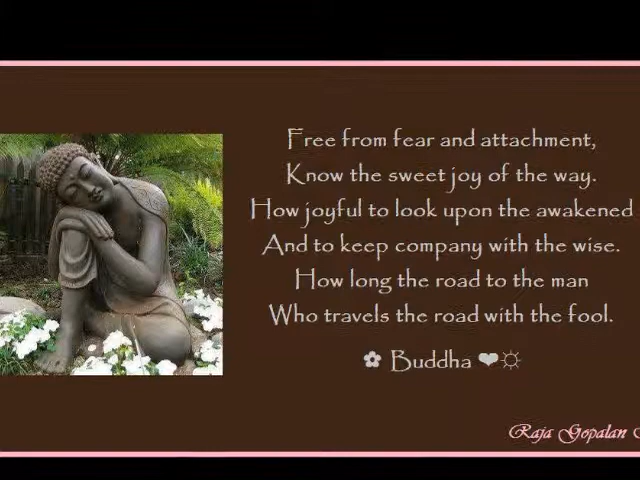 Free from fear and attachment,
Know the sweet joy of the way.
How joyful to look upon the awakened
And to keep company with the wise.
How long the road to the man
Who travels the road with the fool.
✿ Buddha ❤☼
Raja Gopalan